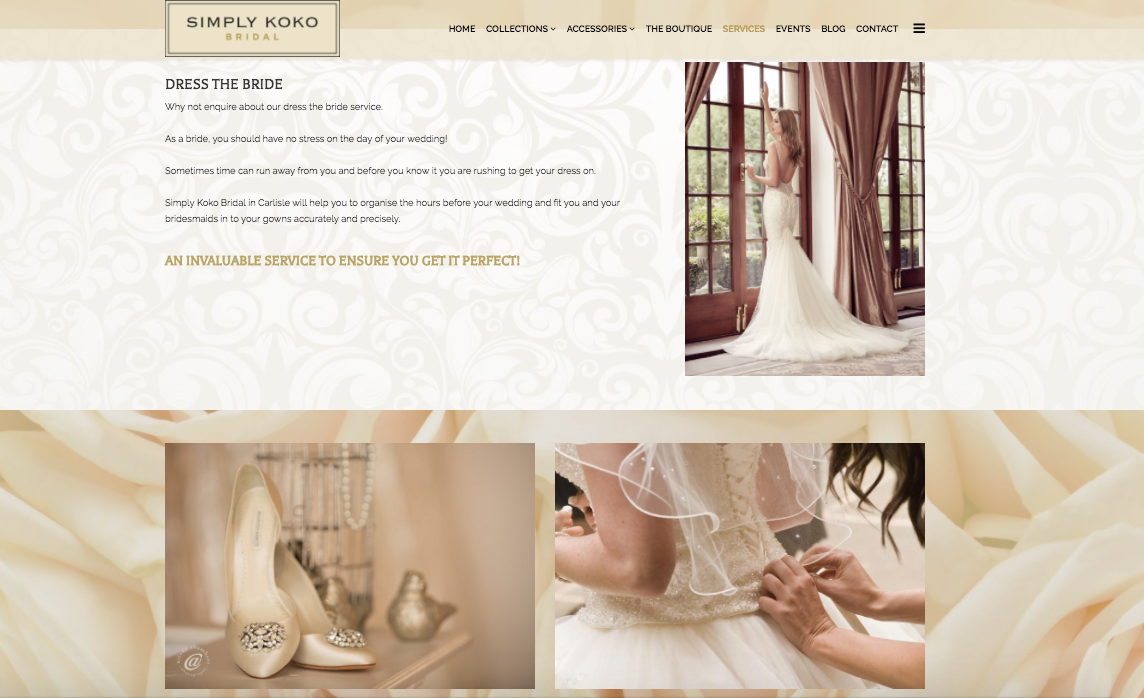 SIMPLY KOKO
BRIDAL
HOME COLLECTIONS ACCESSORIES THE BOUTIQUE SERVICES EVENTS BLOG CONTACT
DRESS THE BRIDE
Why not enquire about our dress the bride service.
As a bride, you should have no stress on the day of your wedding!
Sometimes time can run away from you and before you know it you are rushing to get your dress on.
Simply Koko Bridal in Carlisle will help you to organise the hours before your wedding and fit you and your
bridesmaids in to your gowns accurately and precisely.
AN INVALUABLE SERVICE TO ENSURE YOU GET IT PERFECT!
@